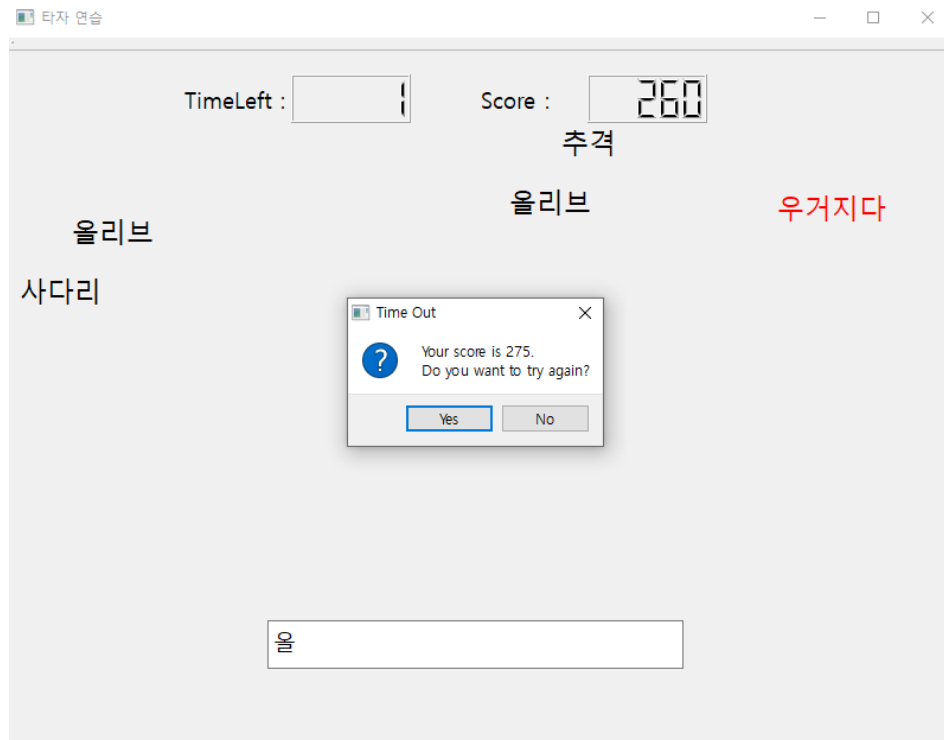 타자 연습
TimeLeft : 1 Score : 260
추격
올리브 우거지다
올리브
사다리
Time Out
Your score is 275.
Do you want to try again?
Yes No
올